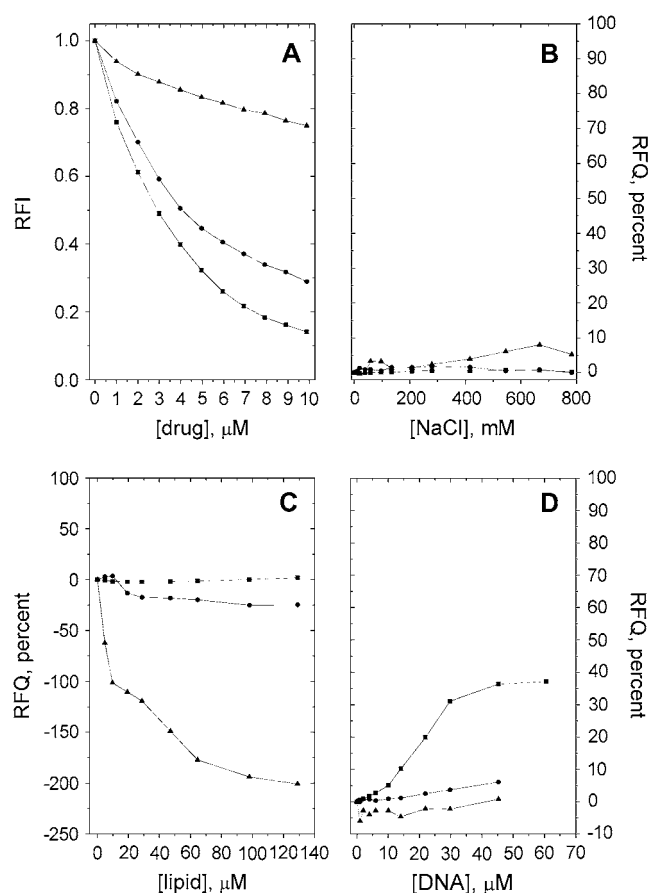 A
1.0
0.8
0.6
0.4
0.2
0.0
RFI
0 1 2 3 4 5 6 7 8 9 10
[drug], μM
B
100
90
80
70
60
50
40
30
20
10
0
RFQ, percent
0 200 400 600 800
[NaCl], mM
C
100
50
0
-50
-100
-150
-200
-250
RFQ, percent
0 20 40 60 80 100 120 140
[lipid], μM
D
100
90
80
70
60
50
40
30
20
10
0
-10
RFQ, percent
0 10 20 30 40 50 60 70
[DNA], μM